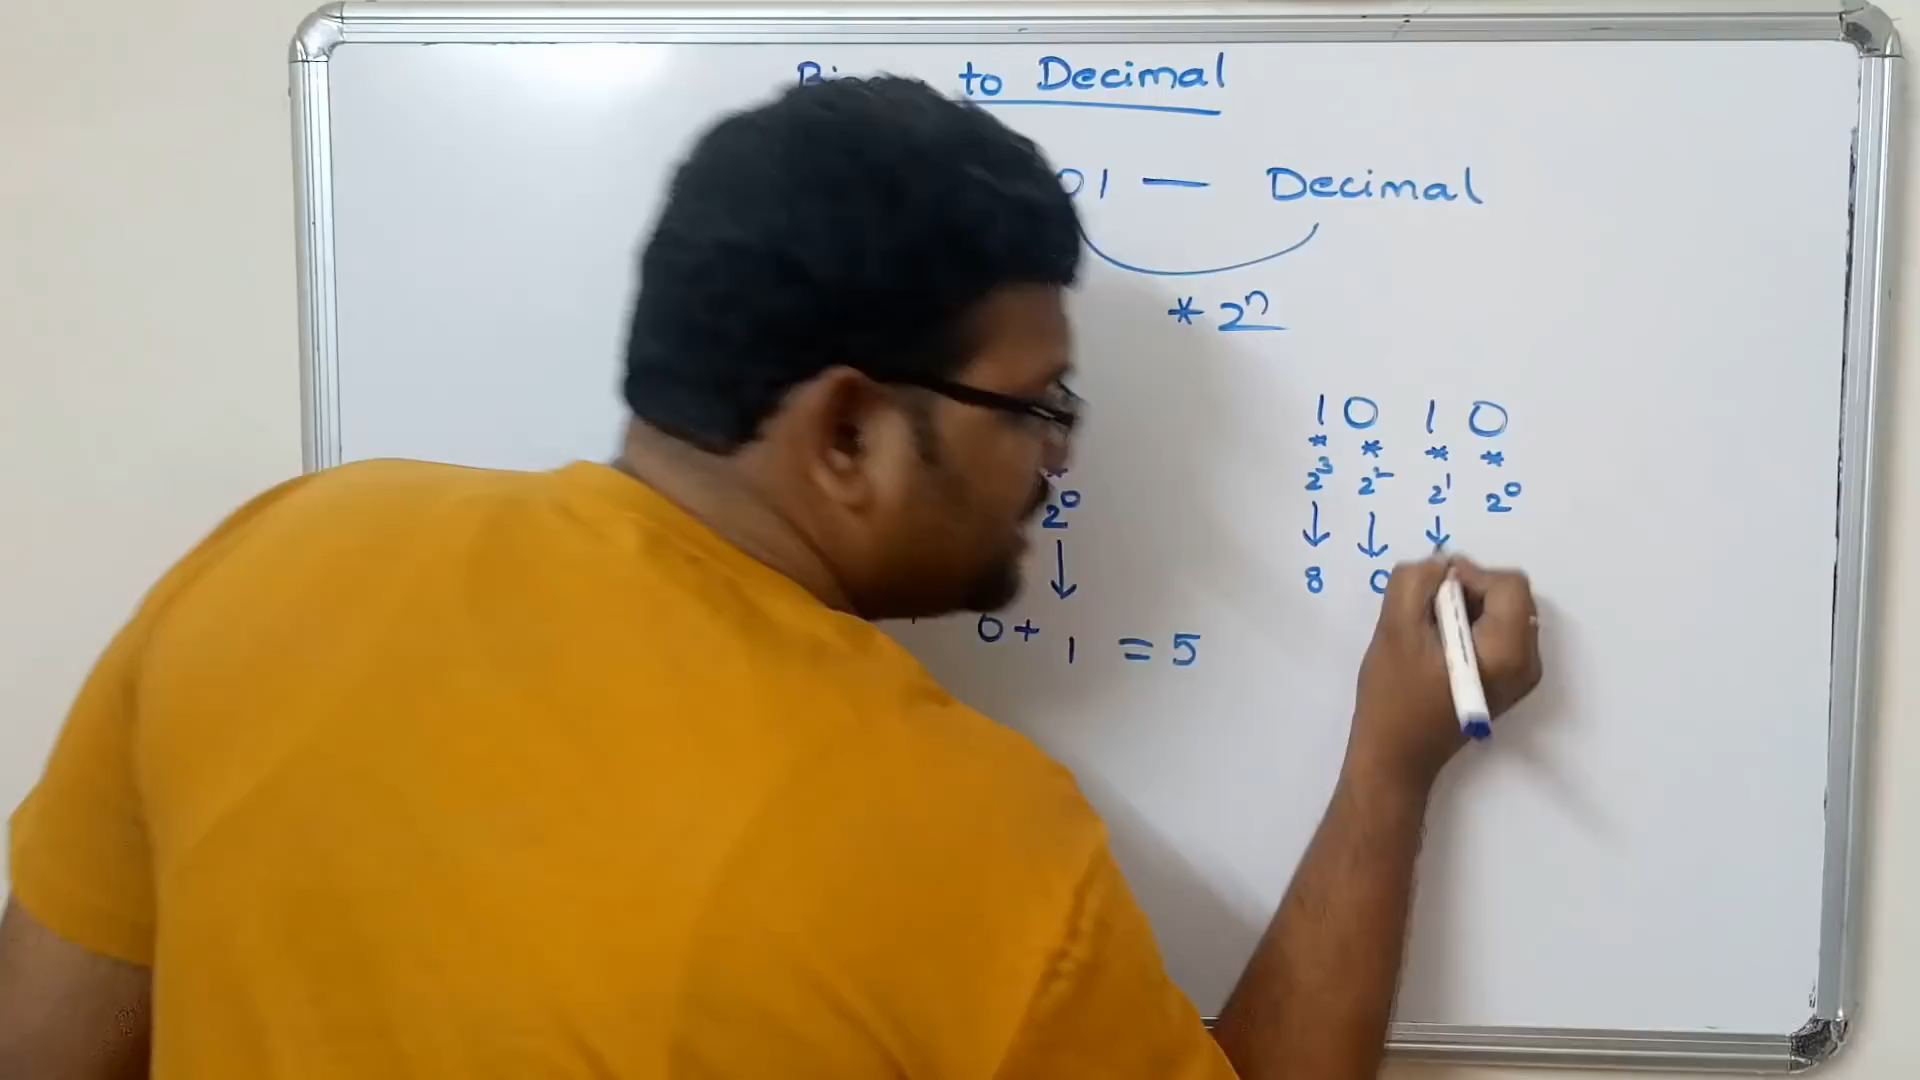 to Decimal
01 — Decimal
* 2ⁿ
1 0 1 0
* * * *
2³ 2² 2¹ 2⁰
*
2⁰
↓ ↓ ↓
↓
8 0
0 + 1 = 5